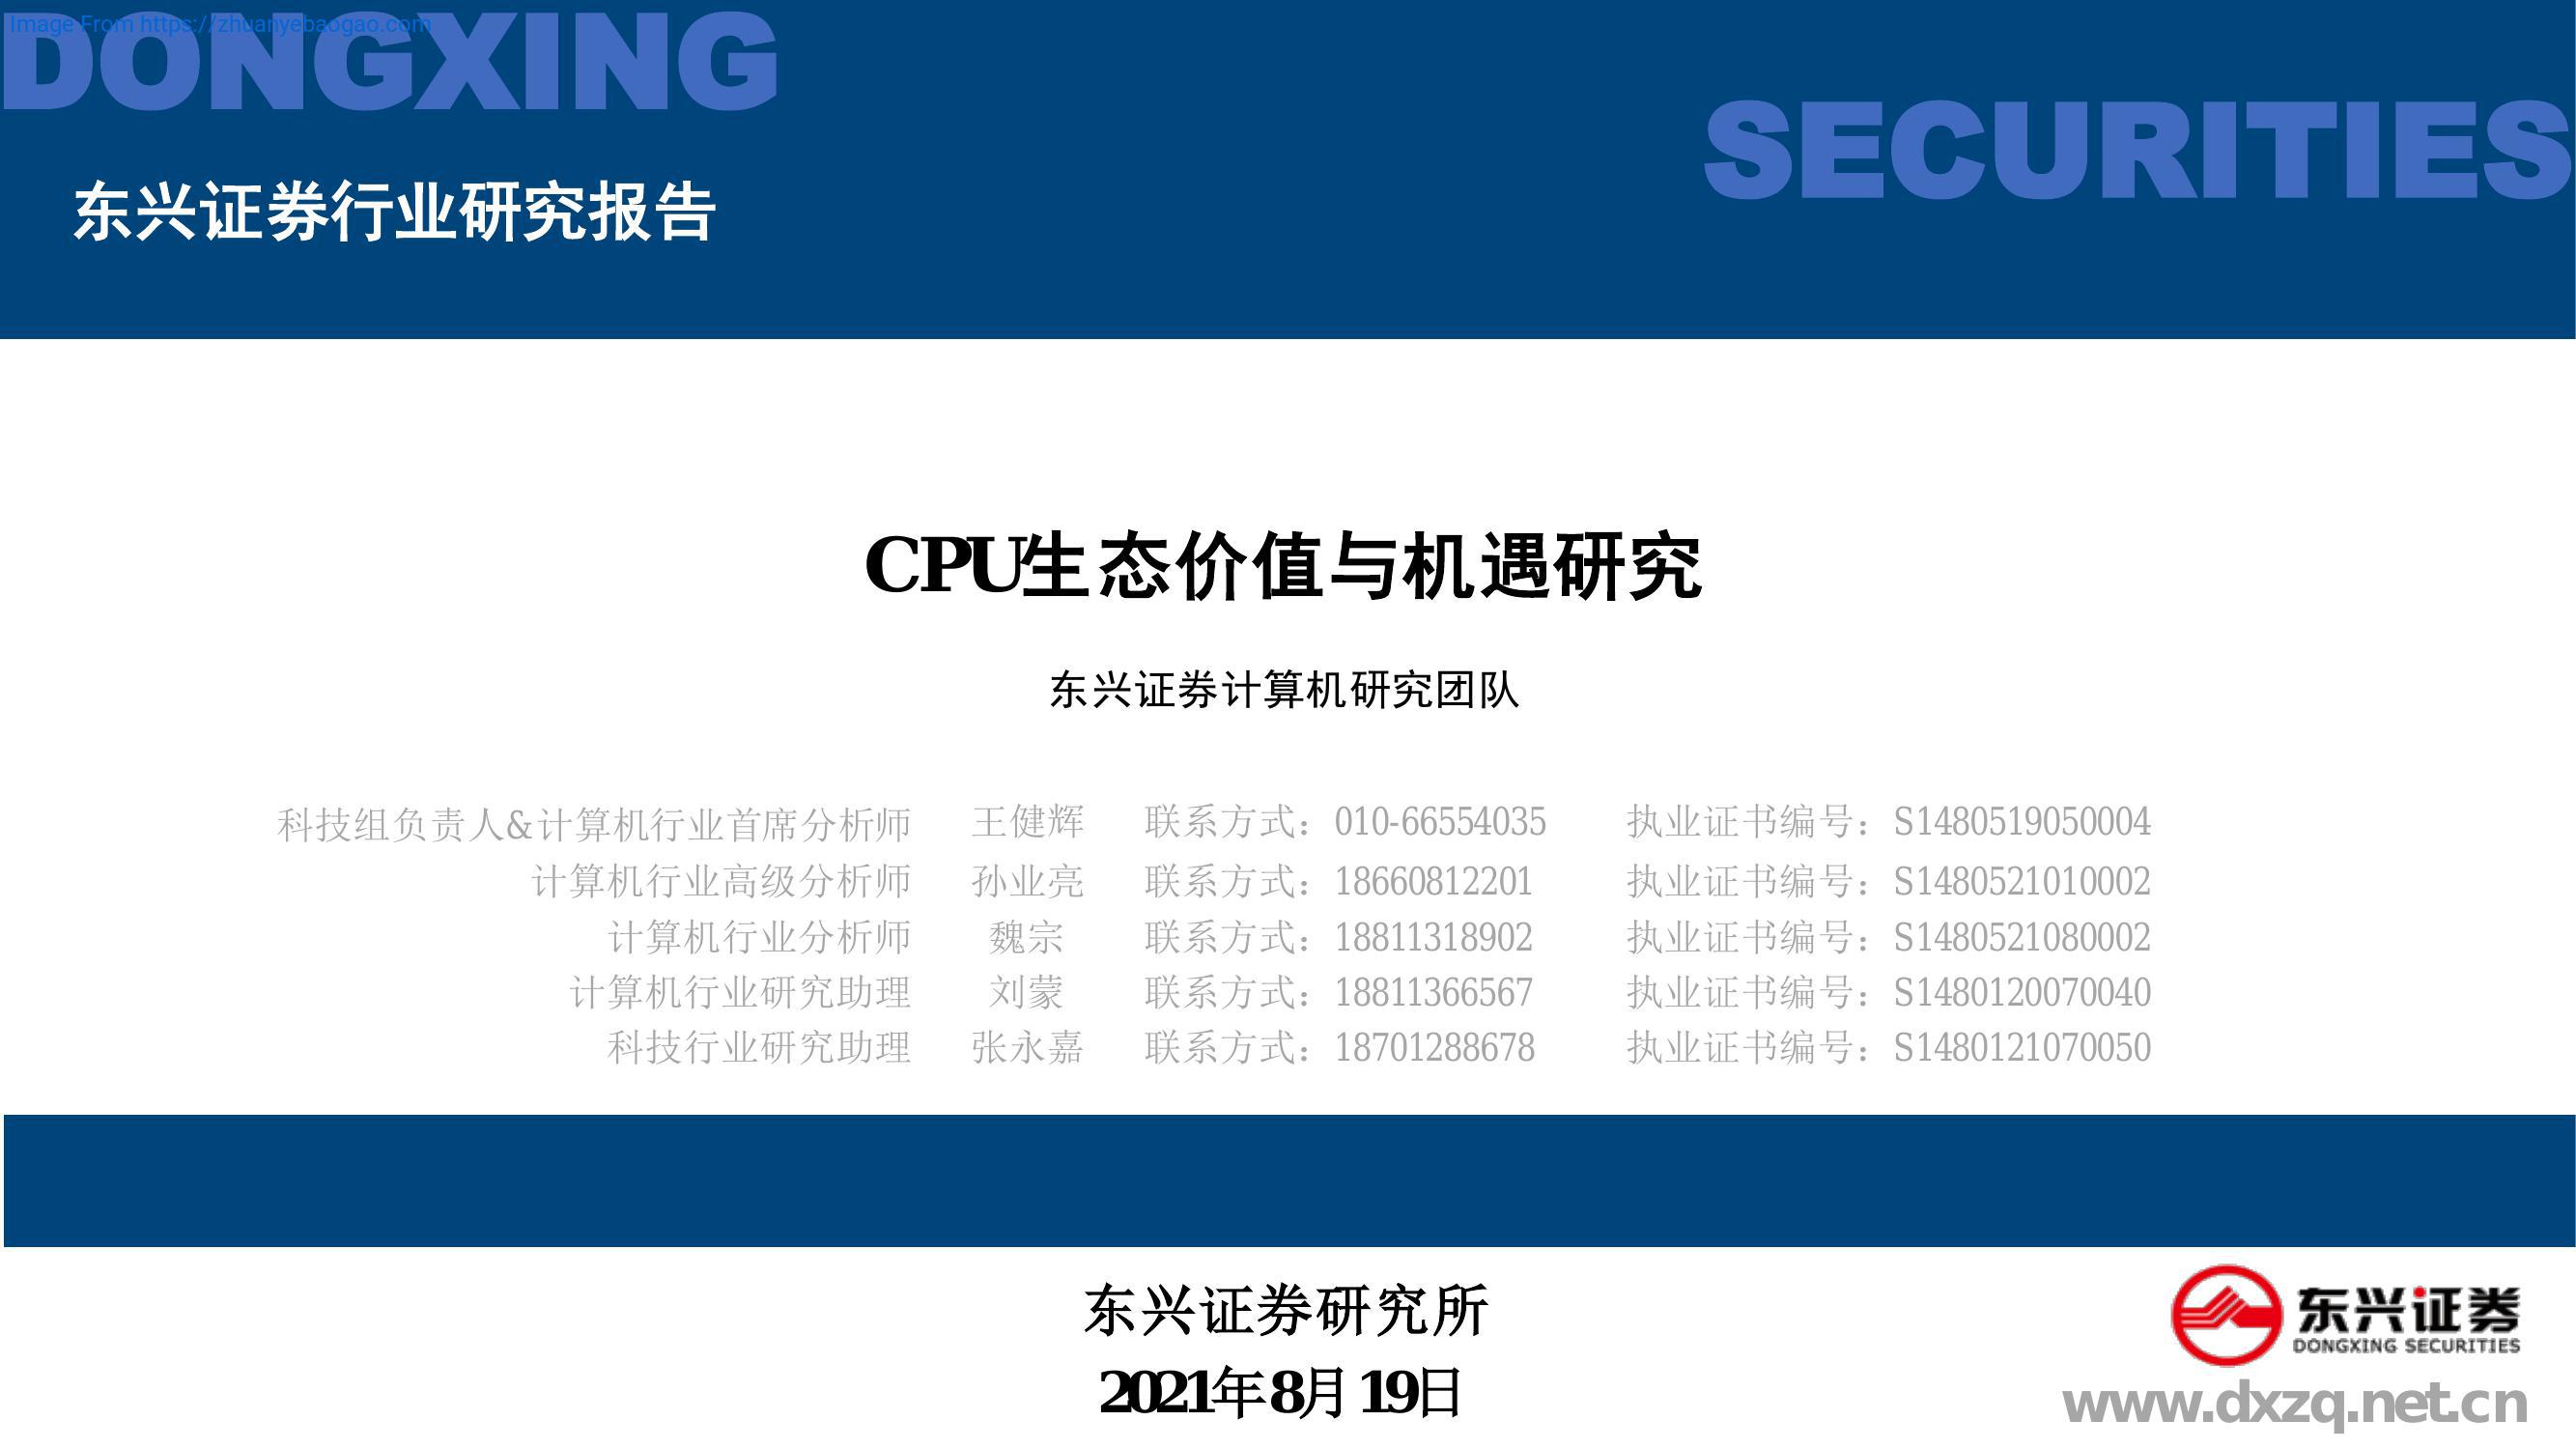 Image From https://zhuanyebaogao.com
DONGXING
SECURITIES
东兴证券行业研究报告
CPU生态价值与机遇研究
东兴证券计算机研究团队
科技组负责人&计算机行业首席分析师 王健辉 联系方式：010-66554035 执业证书编号：S1480519050004
计算机行业高级分析师 孙业亮 联系方式：18660812201 执业证书编号：S1480521010002
计算机行业分析师 魏宗 联系方式：18811318902 执业证书编号：S1480521080002
计算机行业研究助理 刘蒙 联系方式：18811366567 执业证书编号：S1480120070040
科技行业研究助理 张永嘉 联系方式：18701288678 执业证书编号：S1480121070050
东兴证券研究所
2021年8月19日
东兴证券
DONGXING SECURITIES
www.dxzq.net.cn